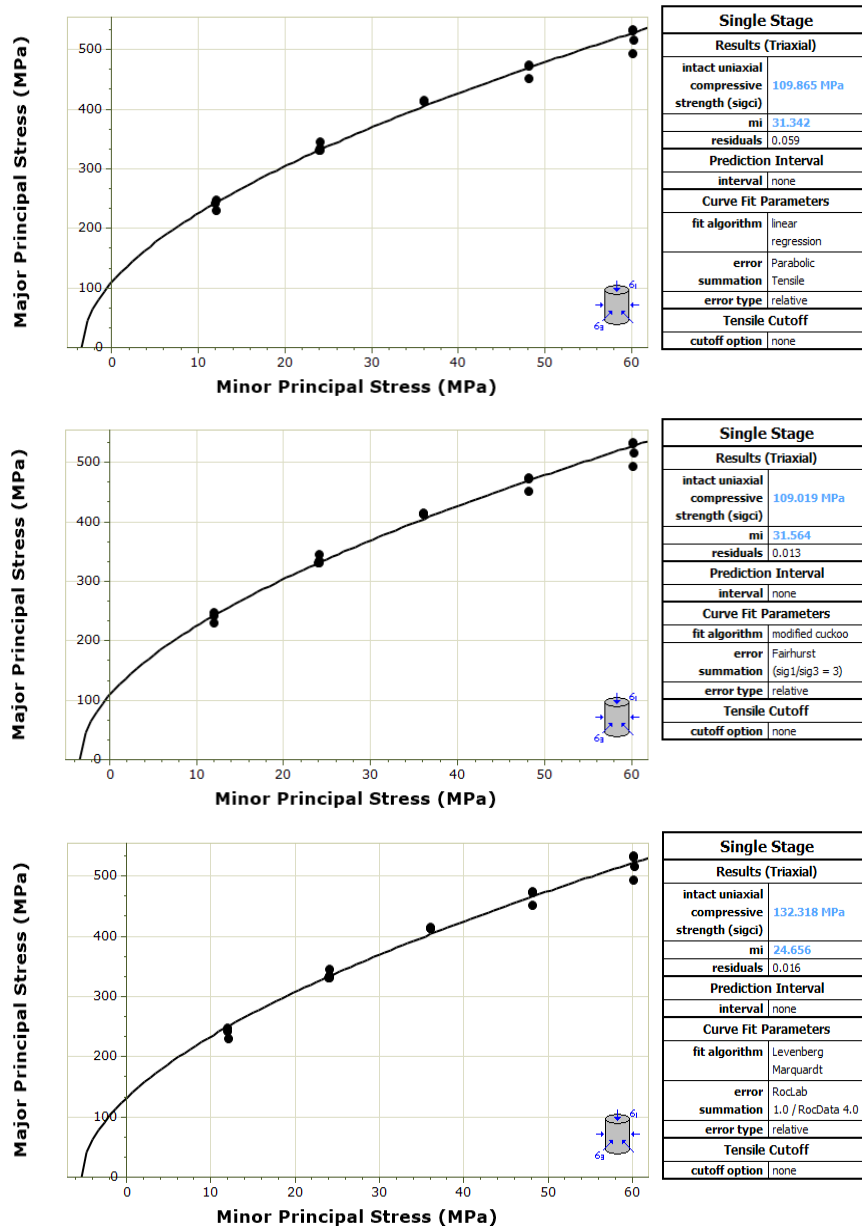 Major Principal Stress (MPa)
500
400
300
200
100
0
0
10
20
30
40
50
60
Minor Principal Stress (MPa)
б1
б3
Single Stage
Results (Triaxial)
intact uniaxial
compressive 109.865 MPa
strength (sigci)
mi 31.342
residuals 0.059
Prediction Interval
interval none
Curve Fit Parameters
fit algorithm linear
regression
error Parabolic
summation Tensile
error type relative
Tensile Cutoff
cutoff option none
Major Principal Stress (MPa)
500
400
300
200
100
0
0
10
20
30
40
50
60
Minor Principal Stress (MPa)
б1
б3
Single Stage
Results (Triaxial)
intact uniaxial
compressive 109.019 MPa
strength (sigci)
mi 31.564
residuals 0.013
Prediction Interval
interval none
Curve Fit Parameters
fit algorithm modified cuckoo
error Fairhurst
summation (sig1/sig3 = 3)
error type relative
Tensile Cutoff
cutoff option none
Major Principal Stress (MPa)
500
400
300
200
100
0
0
10
20
30
40
50
60
Minor Principal Stress (MPa)
б1
б3
Single Stage
Results (Triaxial)
intact uniaxial
compressive 132.318 MPa
strength (sigci)
mi 24.656
residuals 0.016
Prediction Interval
interval none
Curve Fit Parameters
fit algorithm Levenberg
Marquardt
error RocLab
summation 1.0 / RocData 4.0
error type relative
Tensile Cutoff
cutoff option none